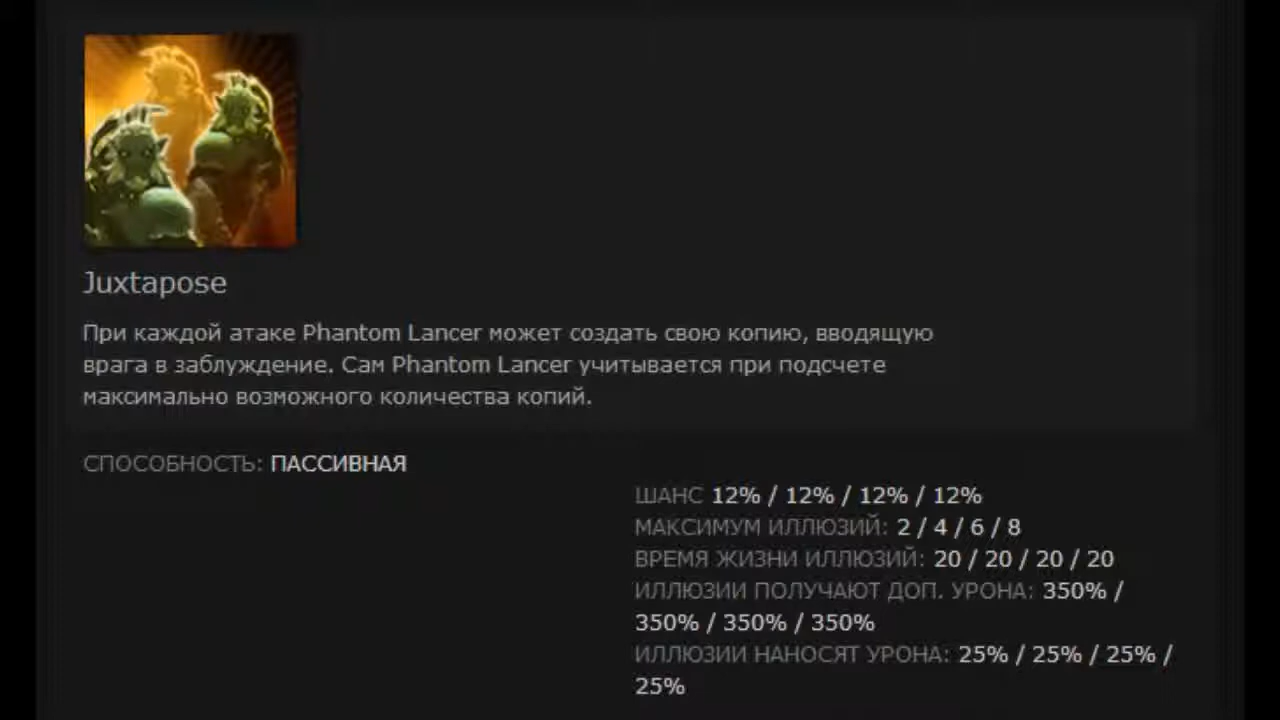 Juxtapose
При каждой атаке Phantom Lancer может создать свою копию, вводящую
врага в заблуждение. Сам Phantom Lancer учитывается при подсчете
максимально возможного количества копий.
СПОСОБНОСТЬ: ПАССИВНАЯ
ШАНС 12% / 12% / 12% / 12%
МАКСИМУМ ИЛЛЮЗИЙ: 2 / 4 / 6 / 8
ВРЕМЯ ЖИЗНИ ИЛЛЮЗИЙ: 20 / 20 / 20 / 20
ИЛЛЮЗИИ ПОЛУЧАЮТ ДОП. УРОНА: 350% /
350% / 350% / 350%
ИЛЛЮЗИИ НАНОСЯТ УРОНА: 25% / 25% / 25% /
25%